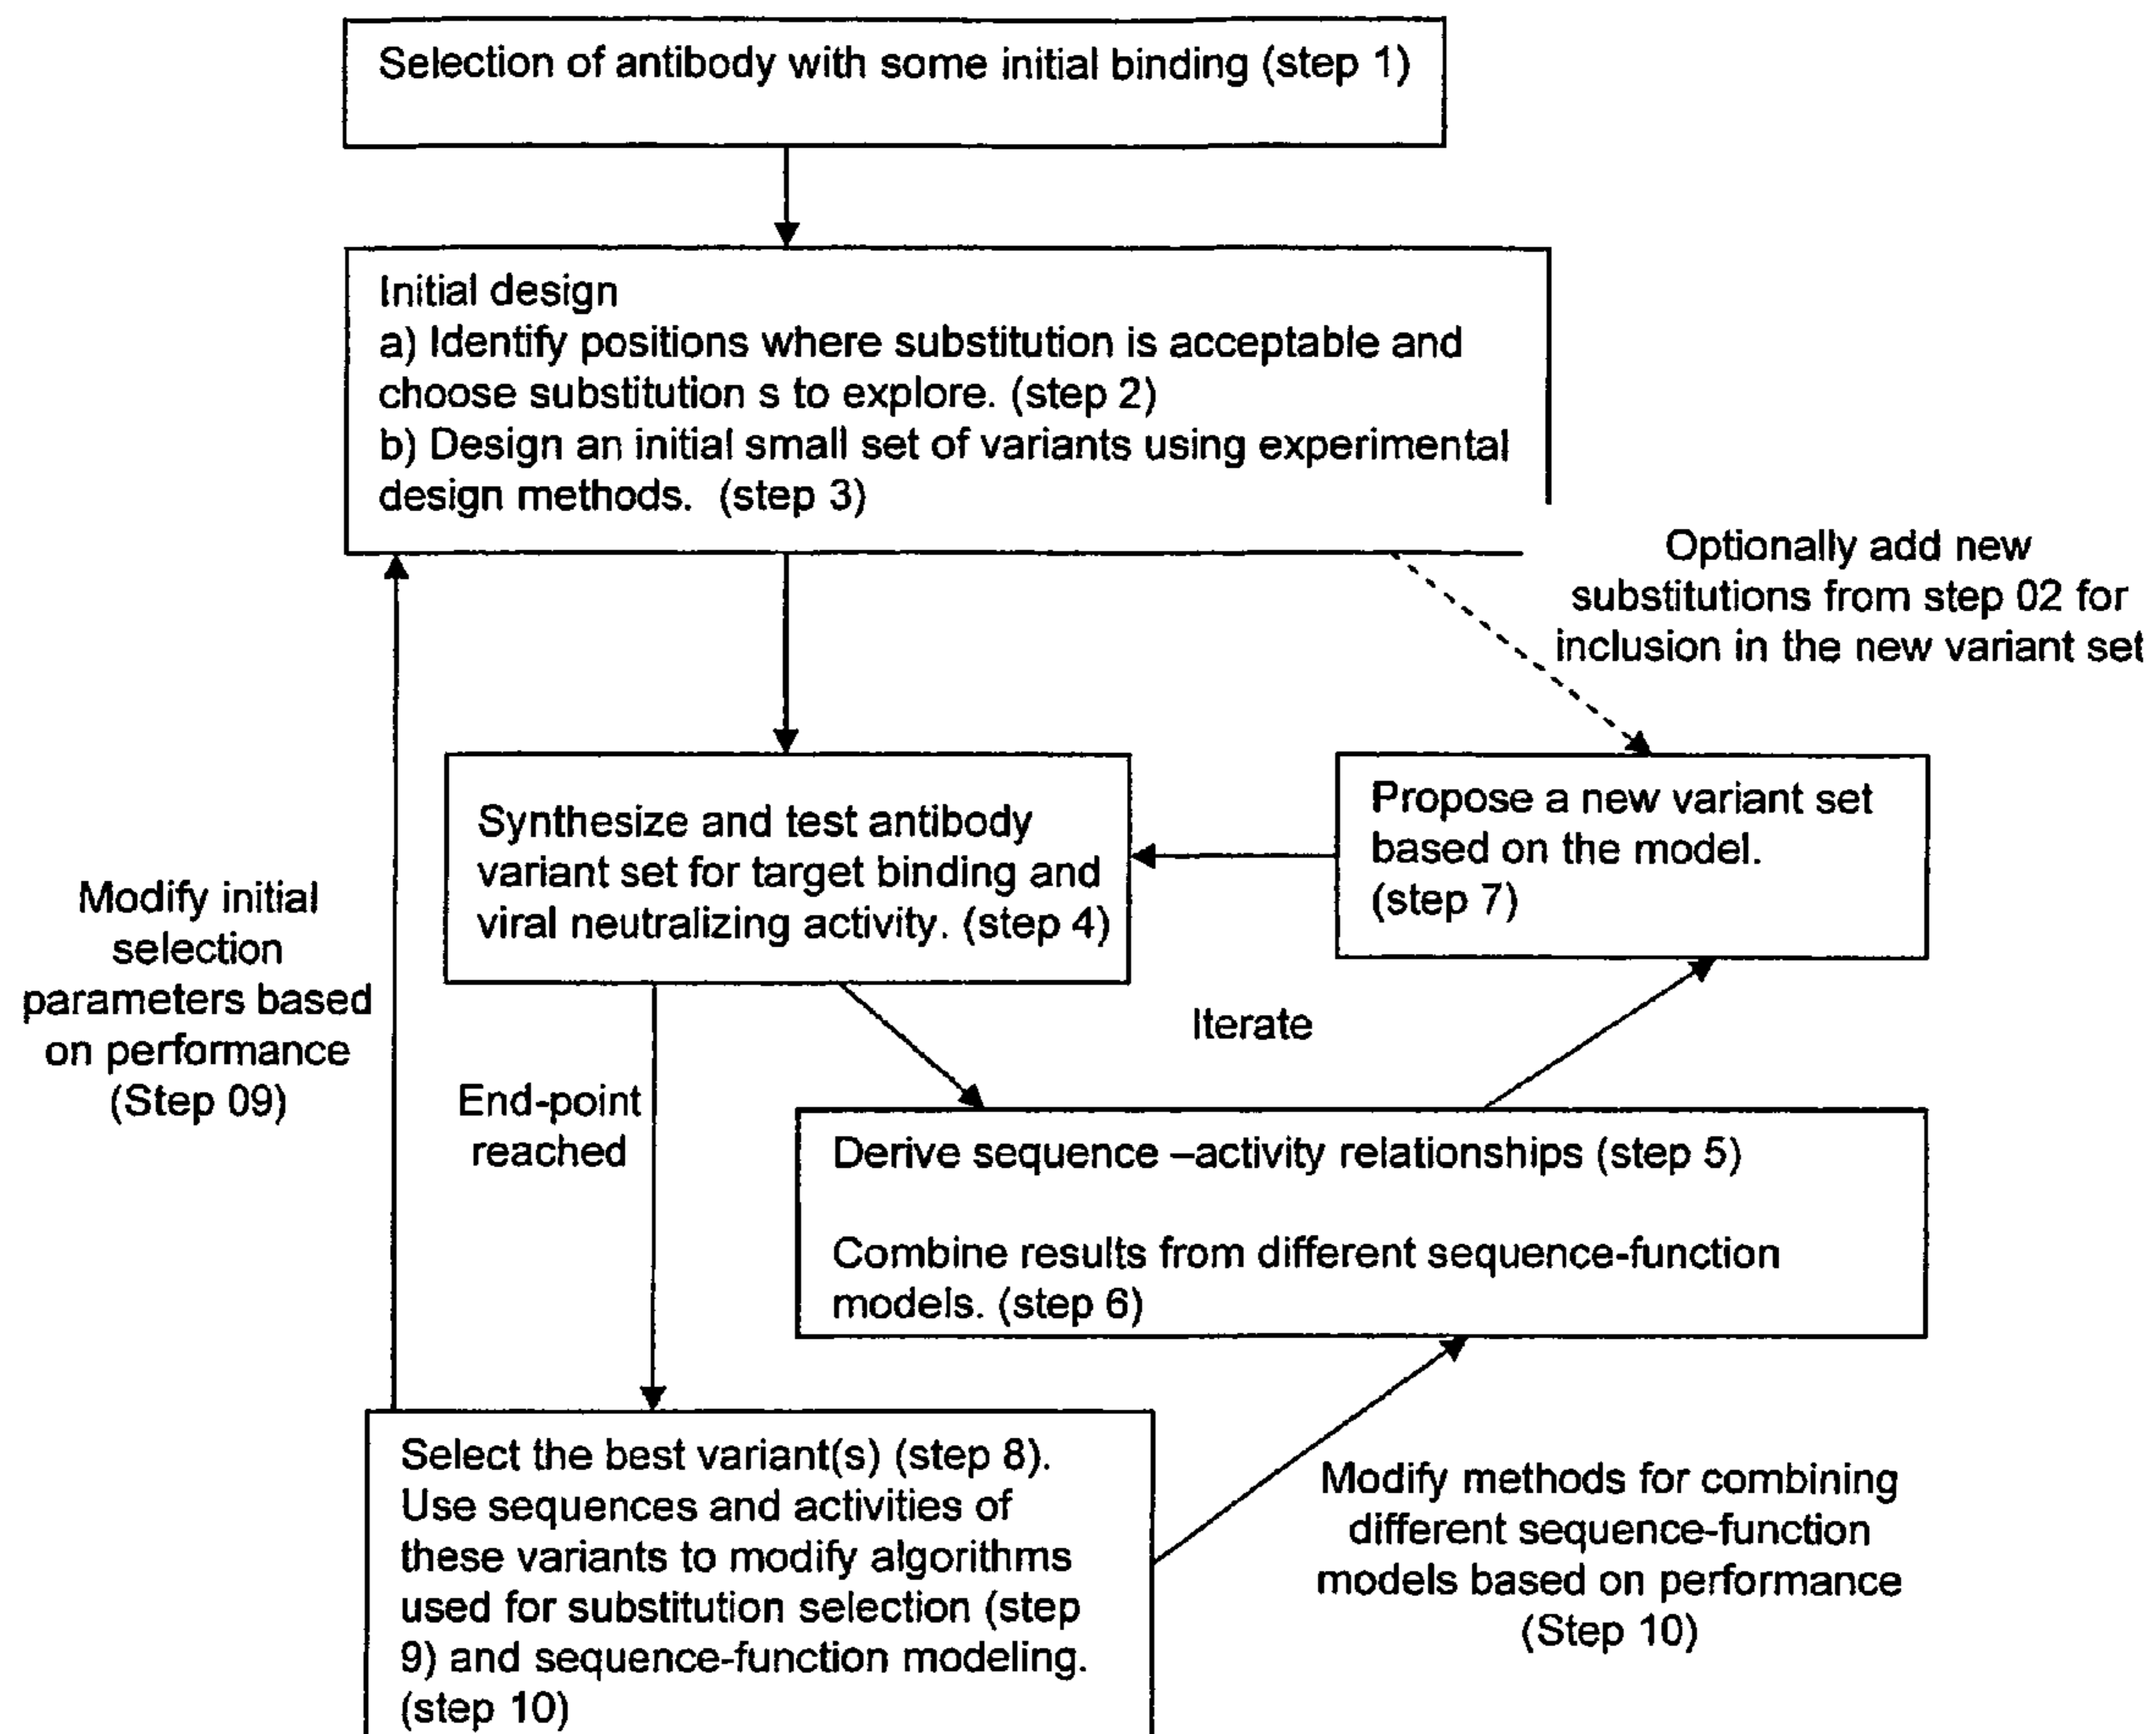 Selection of antibody with some initial binding (step 1)
Initial design
a) Identify positions where substitution is acceptable and
choose substitution s to explore. (step 2)
b) Design an initial small set of variants using experimental
design methods. (step 3)
Optionally add new
substitutions from step 02 for
inclusion in the new variant set
Synthesize and test antibody
variant set for target binding and
viral neutralizing activity. (step 4)
Propose a new variant set
based on the model.
(step 7)
Modify initial
selection
parameters based
on performance
(Step 09)
Iterate
End-point
reached
Derive sequence –activity relationships (step 5)
Combine results from different sequence-function
models. (step 6)
Select the best variant(s) (step 8).
Use sequences and activities of
these variants to modify algorithms
used for substitution selection (step
9) and sequence-function modeling.
(step 10)
Modify methods for combining
different sequence-function
models based on performance
(Step 10)